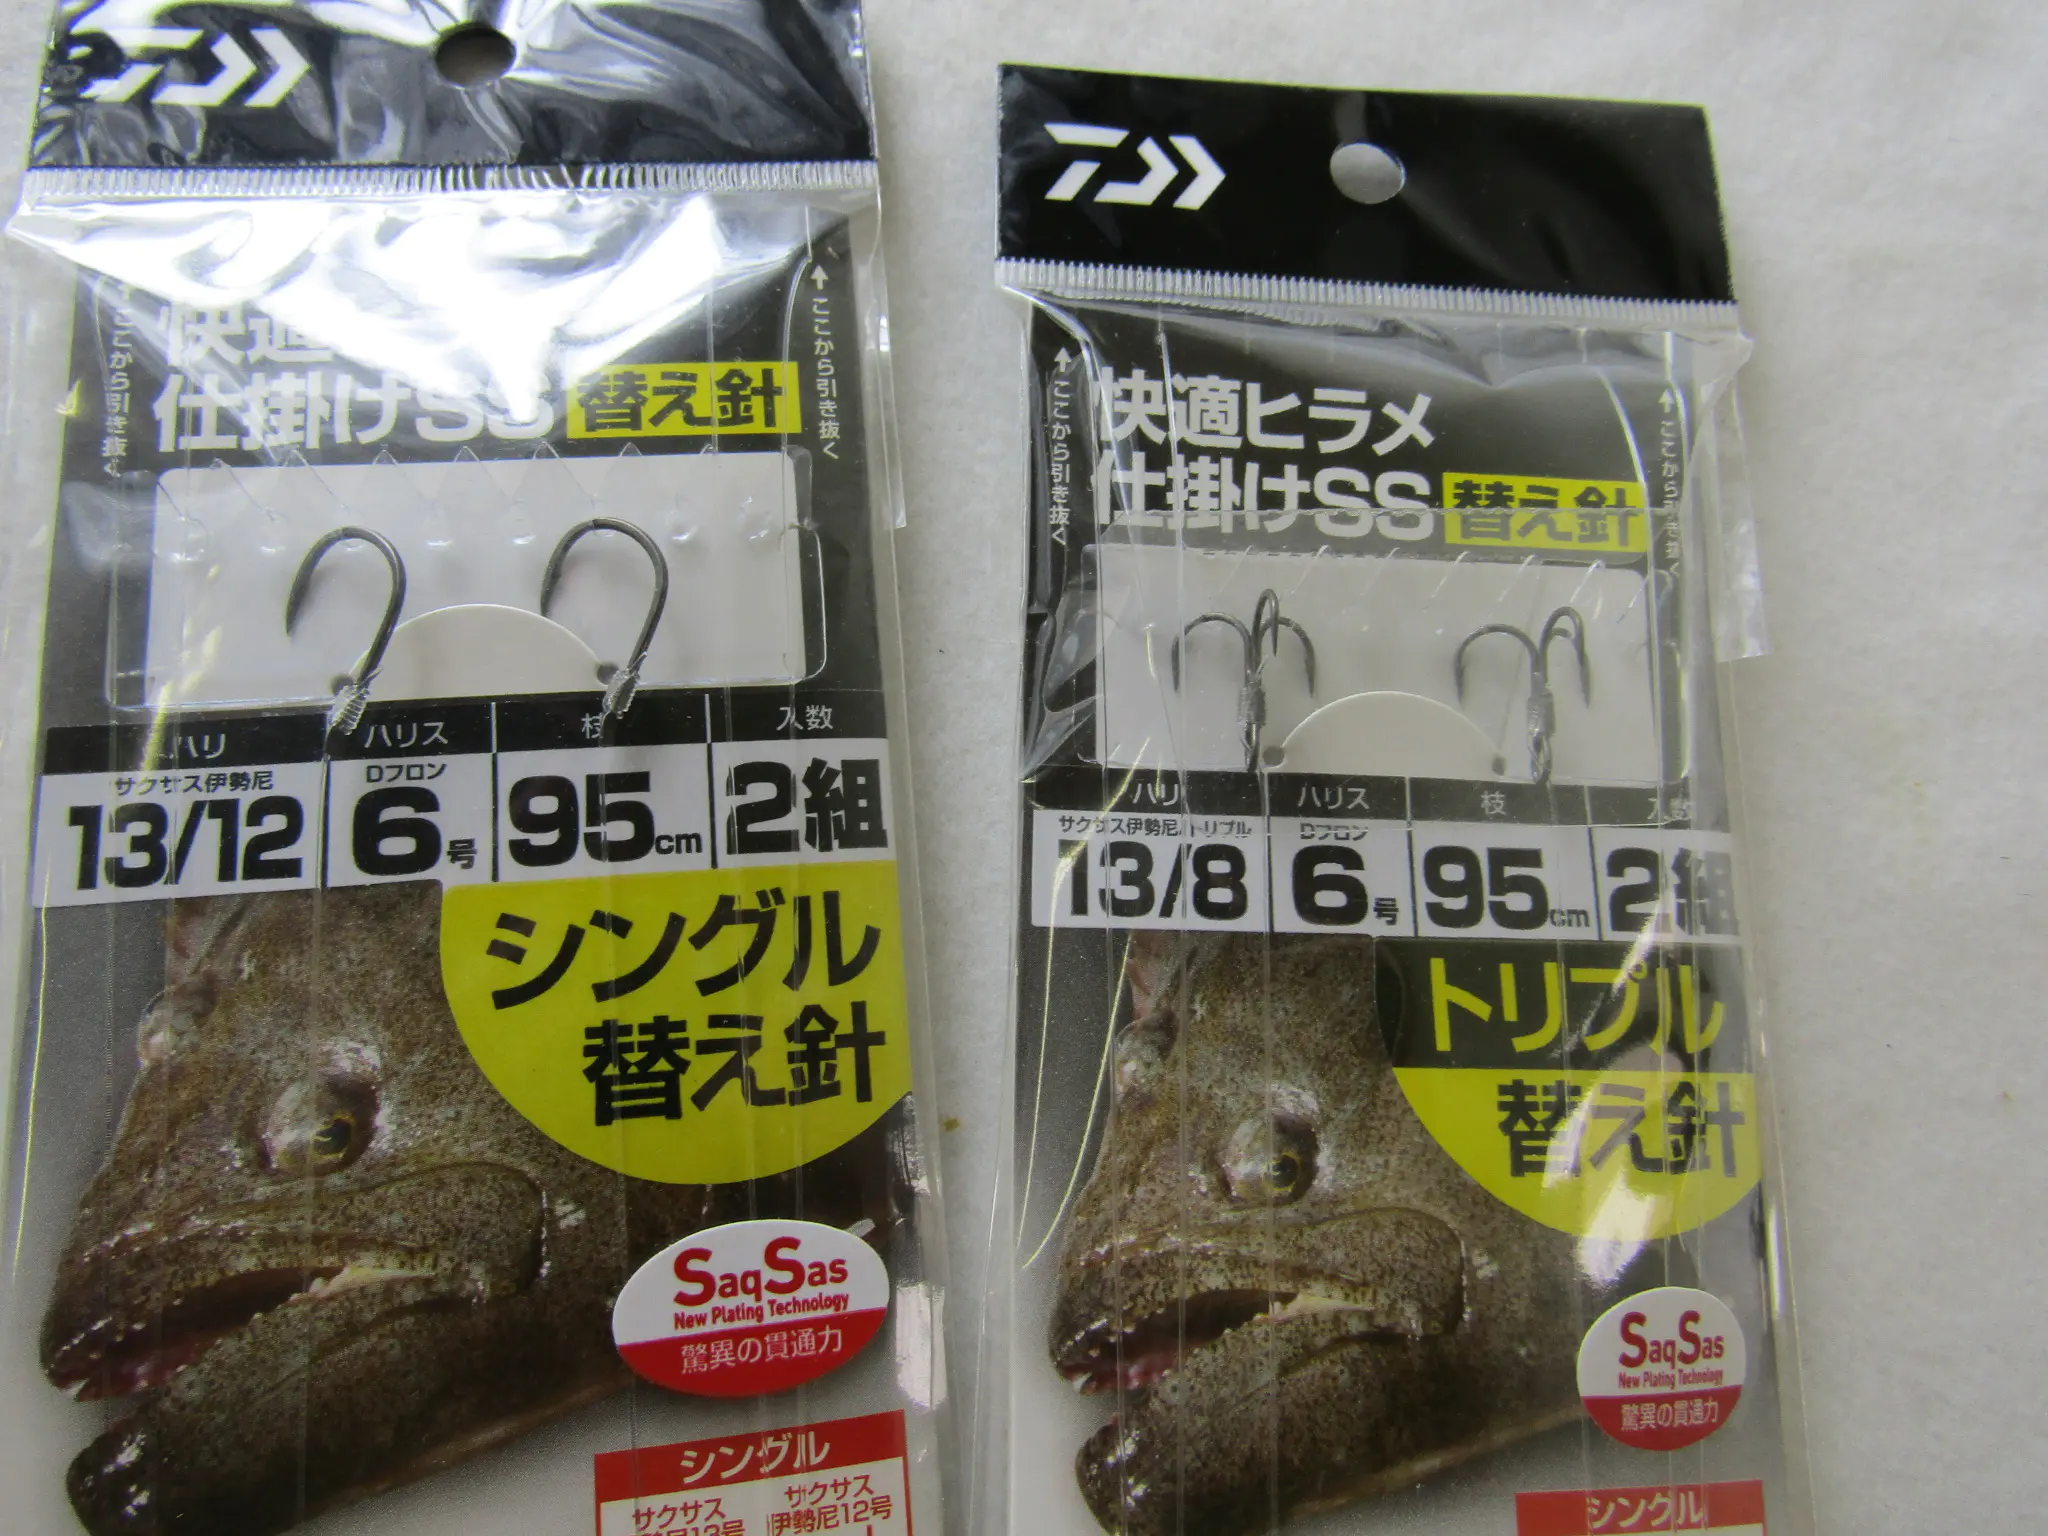 ↑ここから引き抜く
↑ここから引き抜く
快適
仕掛けSS 替え針
ハリ ハリス 枝 入数
サクサス伊勢尼 Dフロン
13/12 6号 95cm 2組
シングル
替え針
SaqSas
New Plating Technology
驚異の貫通力
シングル
サクサス サクサス
伊勢尼12号
↑ここから引き抜く
↑ここから引き抜く
快適ヒラメ
仕掛けSS 替え針
ハリ ハリス 枝 入数
サクサス伊勢尼/トリプル Dフロン
13/8 6号 95cm 2組
トリプル
替え針
SaqSas
New Plating Technology
驚異の貫通力
シングル